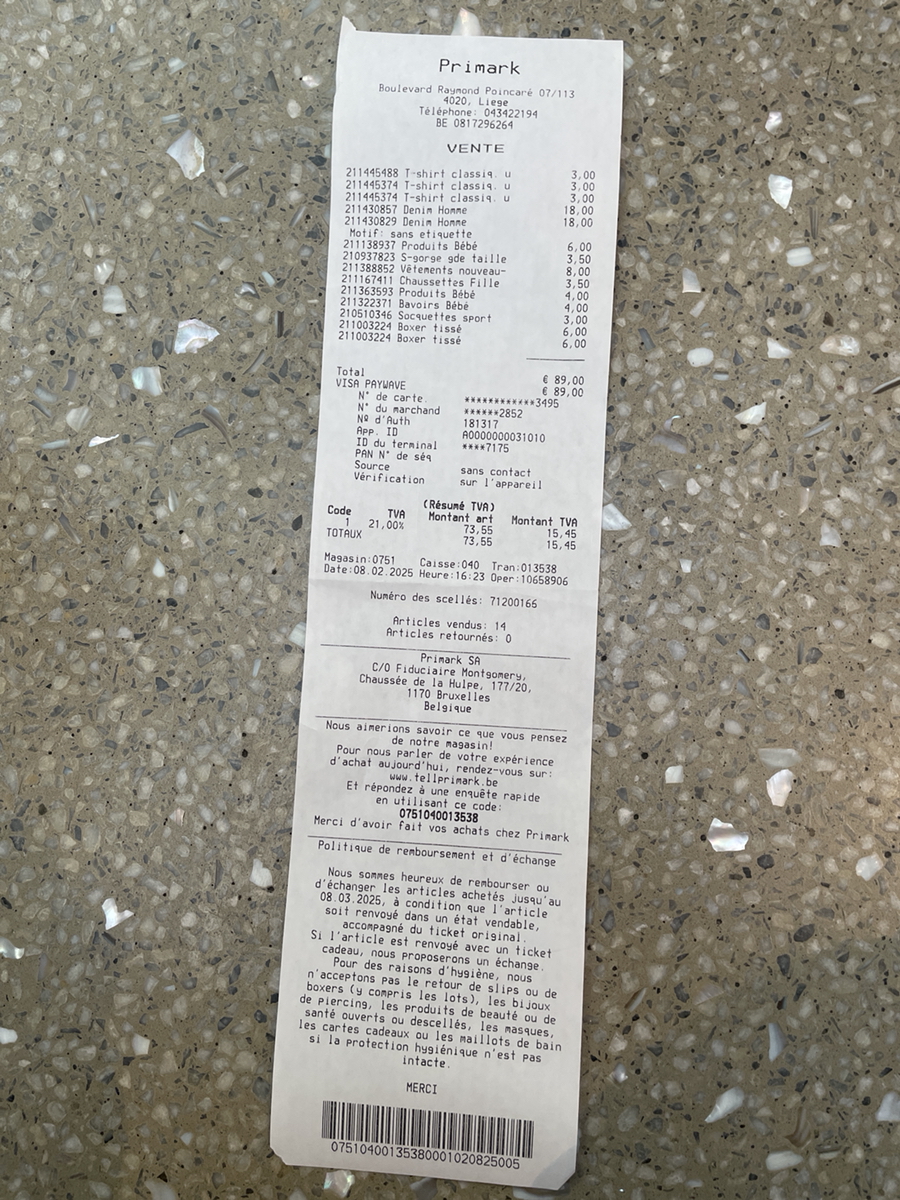 Primark
Boulevard Raymond Poincaré 07/113
4020, Liege
Téléphone: 043422194
BE 0817296264
VENTE
211445488 T-shirt classiq. u 3,00
211445374 T-shirt classiq. u 3,00
211445374 T-shirt classiq. u 3,00
211430857 Denim Homme 18,00
211430829 Denim Homme 18,00
Motif: sans etiquette
211138937 Produits Bébé 6,00
210937823 S-gorge gde taille 3,50
211388852 Vêtements nouveau- 8,00
211167411 Chaussettes Fille 3,50
211363593 Produits Bébé 4,00
211322371 Bavoirs Bébé 4,00
210510346 Socquettes sport 3,00
211003224 Boxer tissé 6,00
211003224 Boxer tissé 6,00
Total € 89,00
VISA PAYWAVE € 89,00
N° de carte. ************3495
N° du marchand ******2852
Nº d'Auth 181317
App. ID A0000000031010
ID du terminal ****7175
PAN N° de séq
Source sans contact
Vérification sur l'appareil
(Résumé TVA)
Code TVA Montant art Montant TVA
1 21,00% 73,55 15,45
TOTAUX 73,55 15,45
Magasin:0751 Caisse:040 Tran:013538
Date:08.02.2025 Heure:16:23 Oper:10658906
Numéro des scellés: 71200166
Articles vendus: 14
Articles retournés: 0
Primark SA
C/O Fiduciaire Montgomery,
Chaussée de la Hulpe, 177/20,
1170 Bruxelles
Belgique
Nous aimerions savoir ce que vous pensez
de notre magasin!
Pour nous parler de votre expérience
d'achat aujourd'hui, rendez-vous sur:
www.tellprimark.be
Et répondez à une enquête rapide
en utilisant ce code:
0751040013538
Merci d'avoir fait vos achats chez Primark
Politique de remboursement et d'échange
Nous sommes heureux de rembourser ou
d'échanger les articles achetés jusqu'au
08.03.2025, à condition que l'article
soit renvoyé dans un état vendable,
accompagné du ticket original.
Si l'article est renvoyé avec un ticket
cadeau, nous proposerons un échange.
Pour des raisons d'hygiène, nous
n'acceptons pas le retour de slips ou de
boxers (y compris les lots), les bijoux
de piercing, les produits de beauté ou de
santé ouverts ou descellés, les masques,
les cartes cadeaux ou les maillots de bain
si la protection hygiénique n'est pas
intacte.
MERCI
07510400135380001020825005